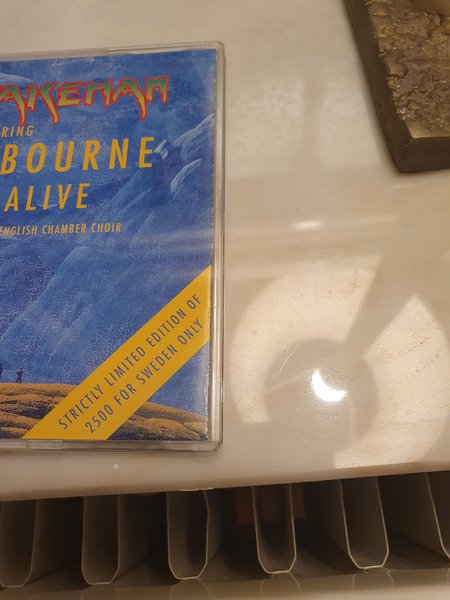 AKEMAN
RING
BOURNE
ALIVE
ENGLISH CHAMBER CHOIR
STRICTLY LIMITED EDITION OF
2500 FOR SWEDEN ONLY